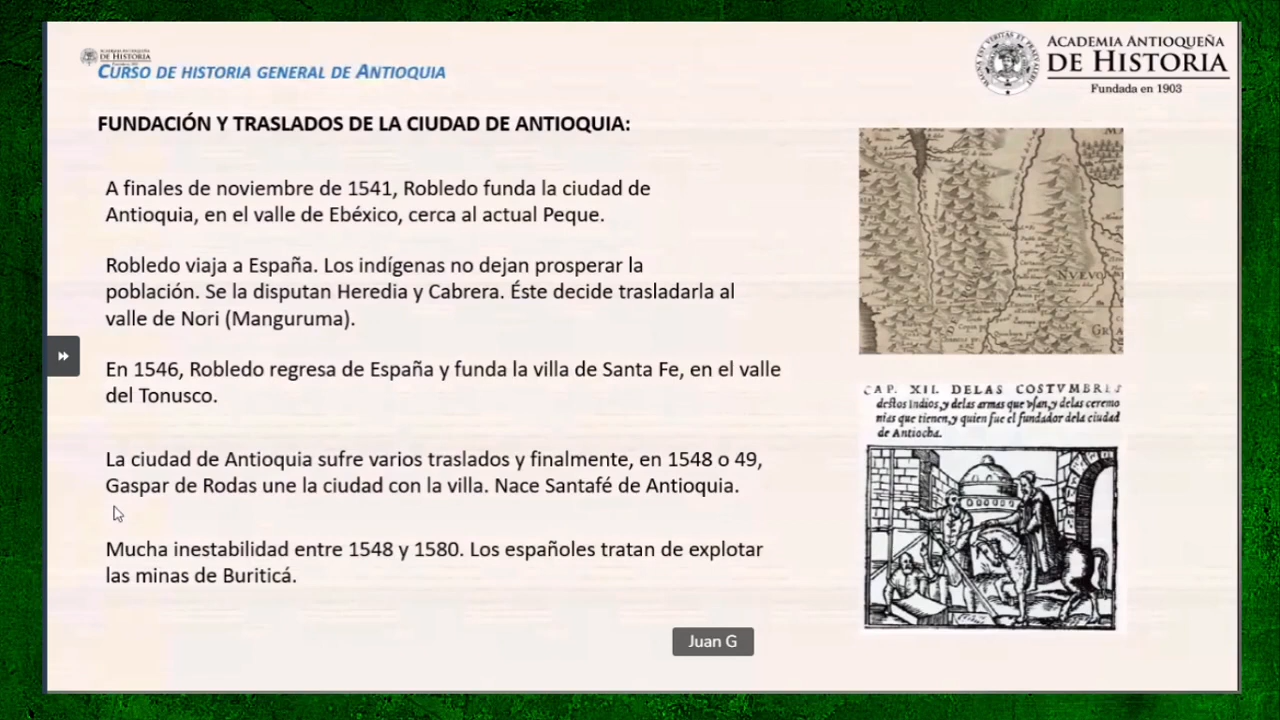 ACADEMIA ANTIOQUEÑA
DE HISTORIA
CURSO DE HISTORIA GENERAL DE ANTIOQUIA
ACADEMIA ANTIOQUEÑA
DE HISTORIA
Fundada en 1903
FUNDACIÓN Y TRASLADOS DE LA CIUDAD DE ANTIOQUIA:
A finales de noviembre de 1541, Robledo funda la ciudad de
Antioquia, en el valle de Ebéxico, cerca al actual Peque.
Robledo viaja a España. Los indígenas no dejan prosperar la
población. Se la disputan Heredia y Cabrera. Éste decide trasladarla al
valle de Nori (Manguruma).
En 1546, Robledo regresa de España y funda la villa de Santa Fe, en el valle
del Tonusco.
La ciudad de Antioquia sufre varios traslados y finalmente, en 1548 o 49,
Gaspar de Rodas une la ciudad con la villa. Nace Santafé de Antioquia.
Mucha inestabilidad entre 1548 y 1580. Los españoles tratan de explotar
las minas de Buriticá.
NVEVO
GRA
CAP. XII. DELAS COSTVMBRES
destos Indios, y delas armas que vsan, y delas ceremo
nias que tienen, y quien fue el fundador dela ciudad
de Antiocha.
Juan G